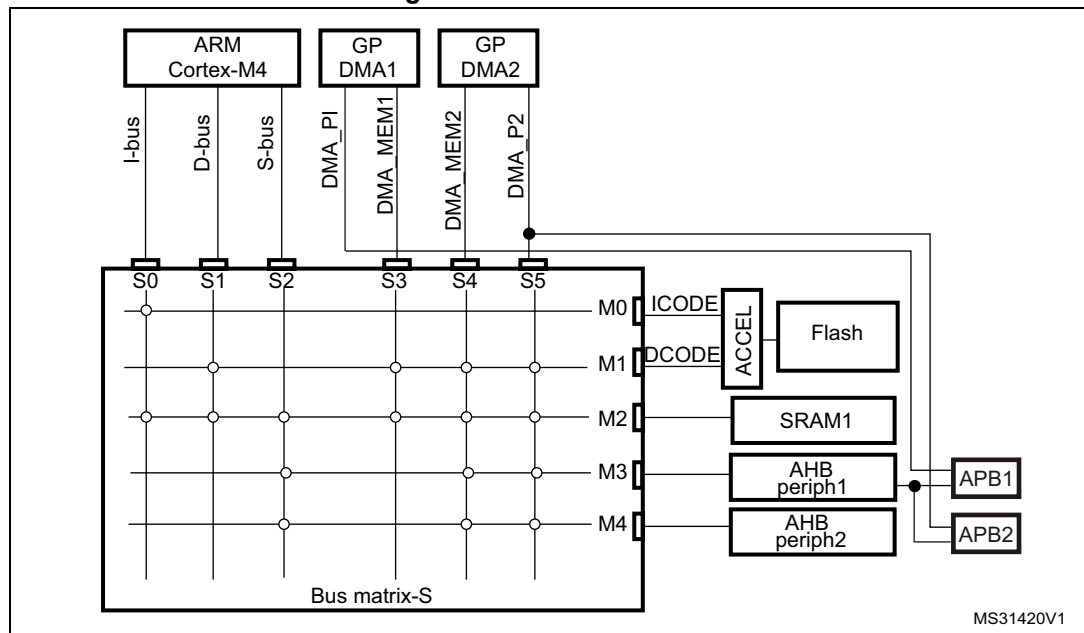 ARM
Cortex-M4
GP
DMA1
GP
DMA2
I-bus
D-bus
S-bus
DMA_PI
DMA_MEM1
DMA_MEM2
DMA_P2
S0
S1
S2
S3
S4
S5
M0
ICODE
M1
DCODE
ACCEL
Flash
M2
SRAM1
M3
AHB
periph1
APB1
M4
AHB
periph2
APB2
Bus matrix-S
MS31420V1